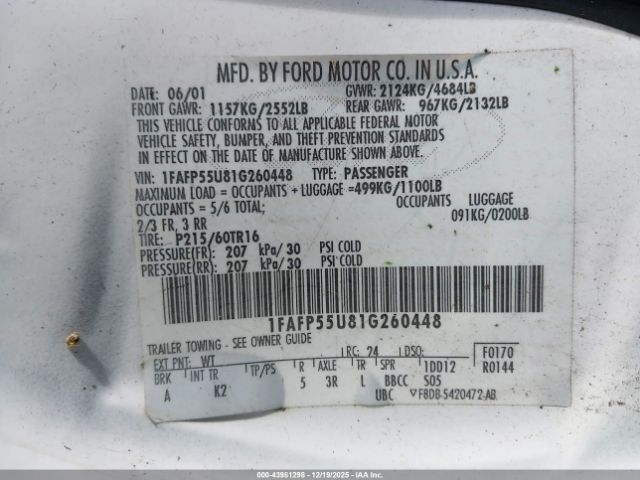 MFD. BY FORD MOTOR CO. IN U.S.A.
DATE: 06/01 GVWR: 2124KG/4684LB
FRONT GAWR: 1157KG/2552LB REAR GAWR: 967KG/2132LB
THIS VEHICLE CONFORMS TO ALL APPLICABLE FEDERAL MOTOR
VEHICLE SAFETY, BUMPER, AND THEFT PREVENTION STANDARDS
IN EFFECT ON THE DATE OF MANUFACTURE SHOWN ABOVE.
VIN: 1FAFP55U81G260448 TYPE: PASSENGER
MAXIMUM LOAD = OCCUPANTS + LUGGAGE =499KG/1100LB
OCCUPANTS = 5/6 TOTAL; OCCUPANTS LUGGAGE
2/3 FR, 3 RR 091KG/0200LB
TIRE: P215/60TR16
PRESSURE(FR): 207 kPa/ 30 PSI COLD
PRESSURE(RR): 207 kPa/ 30 PSI COLD
1FAFP55U81G260448
TRAILER TOWING - SEE OWNER GUIDE
EXT PNT: WT RC: 24 DSO: F0170
BRK INT TR TP/PS R AXLE TR SPR 1DD12 R0144
A K2 5 3R L BBCC S05
UBC ▽F8DB-5420472-AB
000-43961298 - 12/19/2025 - IAA CA